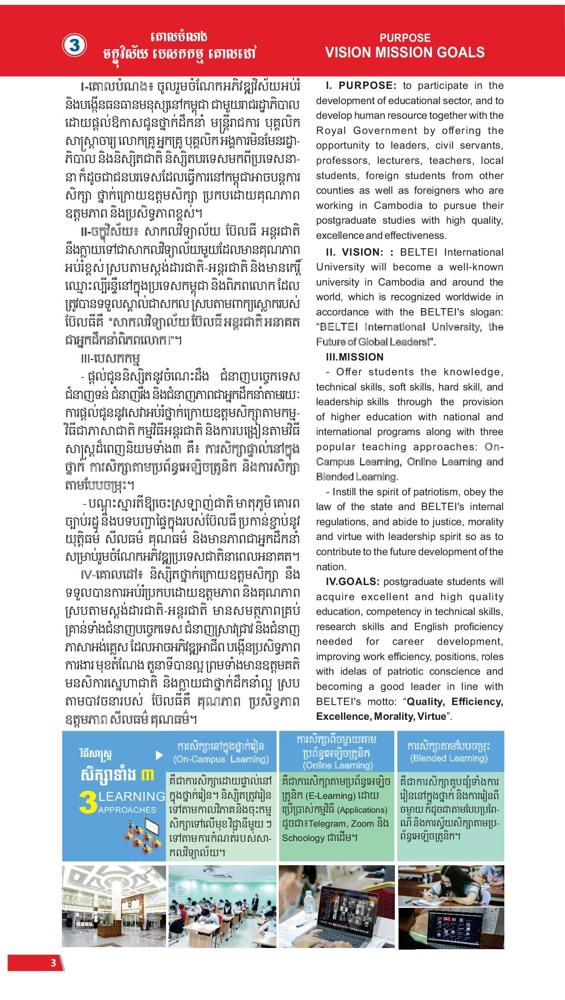 3
គោលបំណង
ចក្ខុវិស័យ បេសកកម្ម គោលដៅ
PURPOSE
VISION MISSION GOALS
I-គោលបំណង៖ ចូលរួមចំណែកអភិវឌ្ឍវិស័យអប់រំ
និងបង្កើនធនធានមនុស្សនៅកម្ពុជា ជាមួយរាជរដ្ឋាភិបាល
ដោយផ្តល់ឱកាសជូនថ្នាក់ដឹកនាំ មន្ត្រីរាជការ បុគ្គលិក
សាស្ត្រាចារ្យ លោកគ្រូ អ្នកគ្រូ បុគ្គលិកអង្គការមិនមែនរដ្ឋា-
ភិបាល និងនិស្សិតជាតិ និស្សិតបរទេសមកពីប្រទេសនា-
នា ក៏ដូចជាជនបរទេសដែលធ្វើការនៅកម្ពុជាអាចបន្តការ
សិក្សា ថ្នាក់ក្រោយឧត្តមសិក្សា ប្រកបដោយគុណភាព
ឧត្តមភាព និងប្រសិទ្ធភាពខ្ពស់។
II-ចក្ខុវិស័យ៖ សាកលវិទ្យាល័យ ប៊ែលធី អន្តរជាតិ
នឹងក្លាយទៅជាសាកលវិទ្យាល័យមួយដែលមានគុណភាព
អប់រំខ្ពស់ ស្របតាមស្តង់ដារជាតិ-អន្តរជាតិ និងមានកេរ្តិ៍
ឈ្មោះល្បីរន្ទឺនៅក្នុងប្រទេសកម្ពុជា និងពិភពលោក ដែល
ត្រូវបានទទួលស្គាល់ជាសកល ស្របតាមពាក្យស្លោករបស់
ប៊ែលធីគឺ "សាកលវិទ្យាល័យ ប៊ែលធី អន្តរជាតិ អនាគត
ជាអ្នកដឹកនាំពិភពលោក!"។
III-បេសកកម្ម
- ផ្តល់ជូននិស្សិតនូវចំណេះដឹង ជំនាញបច្ចេកទេស
ជំនាញទន់ ជំនាញរឹង និងជំនាញភាពជាអ្នកដឹកនាំតាមរយៈ
ការផ្តល់ជូននូវសេវាអប់រំថ្នាក់ក្រោយឧត្តមសិក្សាតាមកម្ម-
វិធីជាភាសាជាតិ កម្មវិធីអន្តរជាតិ និងការបង្រៀនតាមវិធី
សាស្ត្រដ៏ពេញនិយមទាំង៣ គឺ៖ ការសិក្សាផ្ទាល់នៅក្នុង
ថ្នាក់ ការសិក្សាតាមប្រព័ន្ធអេឡិចត្រូនិក និងការសិក្សា
តាមបែបចម្រុះ។
- បណ្តុះស្មារតីឱ្យចេះស្រឡាញ់ជាតិ មាតុភូមិ គោរព
ច្បាប់រដ្ឋ និងបទបញ្ជាផ្ទៃក្នុងរបស់ប៊ែលធី ប្រកាន់ខ្ជាប់នូវ
យុត្តិធម៌ សីលធម៌ គុណធម៌ និងមានភាពជាអ្នកដឹកនាំ
សម្រាប់រួមចំណែកអភិវឌ្ឍប្រទេសជាតិនាពេលអនាគត។
IV-គោលដៅ៖ និស្សិតថ្នាក់ក្រោយឧត្តមសិក្សា នឹង
ទទួលបានការអប់រំប្រកបដោយឧត្តមភាព និងគុណភាព
ស្របតាមស្តង់ដារជាតិ-អន្តរជាតិ មានសមត្ថភាពគ្រប់
គ្រាន់ទាំងជំនាញបច្ចេកទេស ជំនាញស្រាវជ្រាវ និងជំនាញ
ភាសាអង់គ្លេស ដែលអាចអភិវឌ្ឍអាជីព បង្កើនប្រសិទ្ធភាព
ការងារ មុខតំណែង តួនាទីបានល្អ ព្រមទាំងមានឧត្តមគតិ
មនសិការស្នេហាជាតិ និងក្លាយជាថ្នាក់ដឹកនាំល្អ ស្រប
តាមបាវចនារបស់ ប៊ែលធីគឺ គុណភាព ប្រសិទ្ធភាព
ឧត្តមភាព សីលធម៌ គុណធម៌។
I. PURPOSE: to participate in the
development of educational sector, and to
develop human resource together with the
Royal Government by offering the
opportunity to leaders, civil servants,
professors, lecturers, teachers, local
students, foreign students from other
counties as well as foreigners who are
working in Cambodia to pursue their
postgraduate studies with high quality,
excellence and effectiveness.
II. VISION: : BELTEI International
University will become a well-known
university in Cambodia and around the
world, which is recognized worldwide in
accordance with the BELTEI's slogan:
"BELTEI International University, the
Future of Global Leaders!".
III.MISSION
- Offer students the knowledge,
technical skills, soft skills, hard skill, and
leadership skills through the provision
of higher education with national and
international programs along with three
popular teaching approaches: On-
Campus Learning, Online Learning and
Blended Learning.
- Instill the spirit of patriotism, obey the
law of the state and BELTEI's internal
regulations, and abide to justice, morality
and virtue with leadership spirit so as to
contribute to the future development of the
nation.
IV.GOALS: postgraduate students will
acquire excellent and high quality
education, competency in technical skills,
research skills and English proficiency
needed for career development,
improving work efficiency, positions, roles
with idelas of patriotic conscience and
becoming a good leader in line with
BELTEI's motto: "Quality, Efficiency,
Excellence, Morality, Virtue".
វិធីសាស្ត្រ
សិក្សាទាំង ៣
3 LEARNING
APPROACHES
ការសិក្សានៅក្នុងថ្នាក់រៀន
(On-Campus Learning)
គឺជាការសិក្សាដោយផ្ទាល់នៅ
ក្នុងថ្នាក់រៀន។ និស្សិតត្រូវរៀន
ទៅតាមកាលវិភាគនិងចុះកម្ម
សិក្សាទៅលើមុខវិជ្ជានីមួយៗ
ទៅតាមការកំណត់របស់សា-
កលវិទ្យាល័យ។
ការសិក្សាពីចម្ងាយតាម
ប្រព័ន្ធអេឡិចត្រូនិក
(Online Learning)
គឺជាការសិក្សាតាមប្រព័ន្ធអេឡិច
ត្រូនិក (E-Learning) ដោយ
ប្រើប្រាស់កម្មវិធី (Applications)
ដូចជា៖Telegram, Zoom និង
Schoology ជាដើម។
ការសិក្សាតាមបែបចម្រុះ
(Blended Learning)
គឺជាការសិក្សាគួបផ្សំទាំងការ
រៀននៅក្នុងថ្នាក់ និងការរៀនពី
ចម្ងាយ ក៏ដូចជាតាមបែបប្រពៃ
ណី និងការស្វ័យសិក្សាតាមប្រ-
ព័ន្ធអេឡិចត្រូនិក។
3